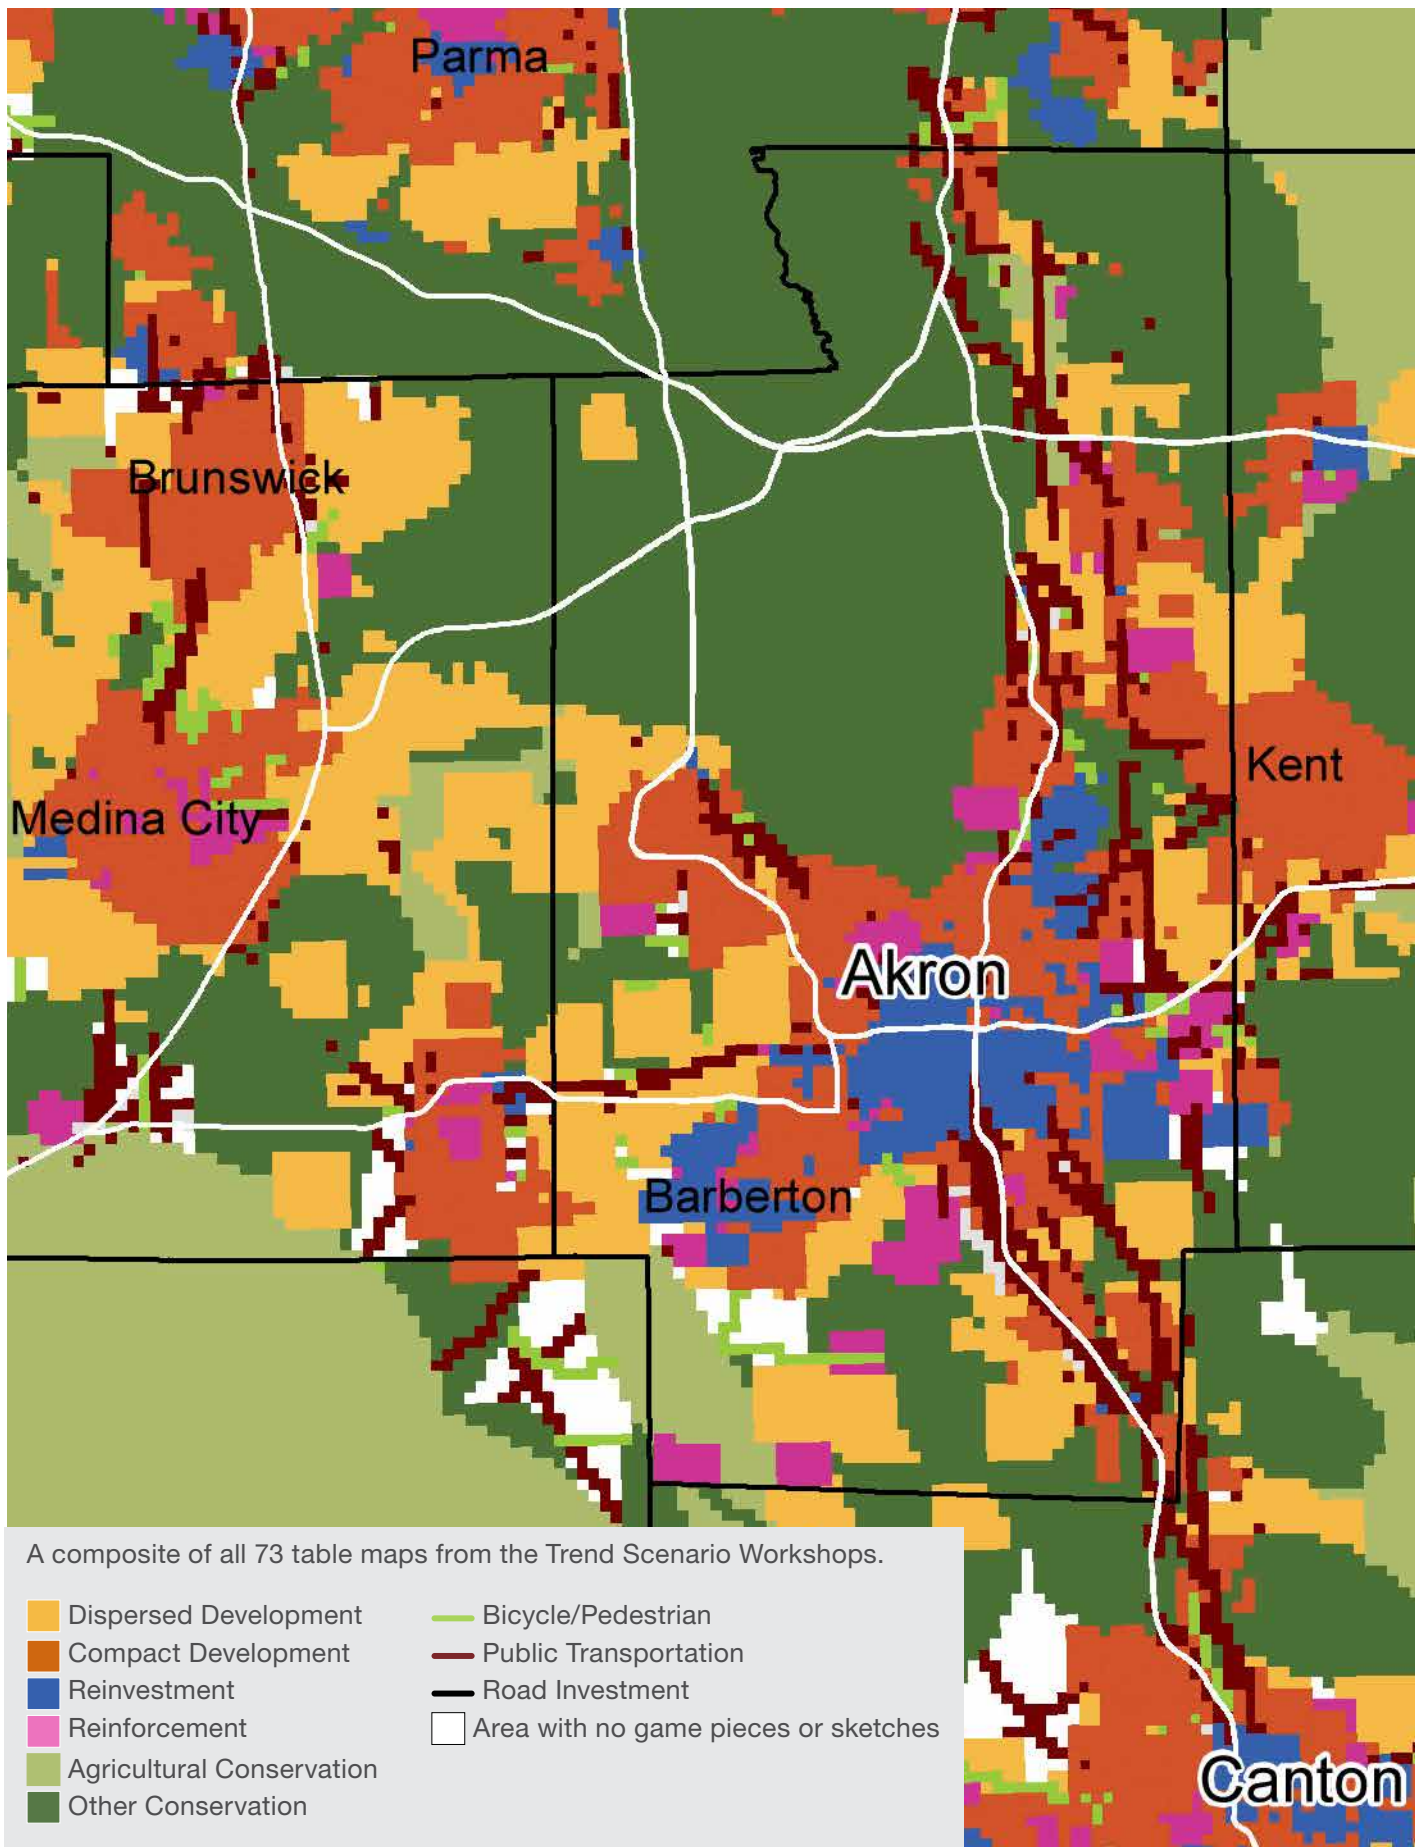 Parma
Brunswick
Kent
Medina City
Akron
Barberton
A composite of all 73 table maps from the Trend Scenario Workshops.
Dispersed Development
Compact Development
Reinvestment
Reinforcement
Agricultural Conservation
Other Conservation
Bicycle/Pedestrian
Public Transportation
Road Investment
Area with no game pieces or sketches
Canton